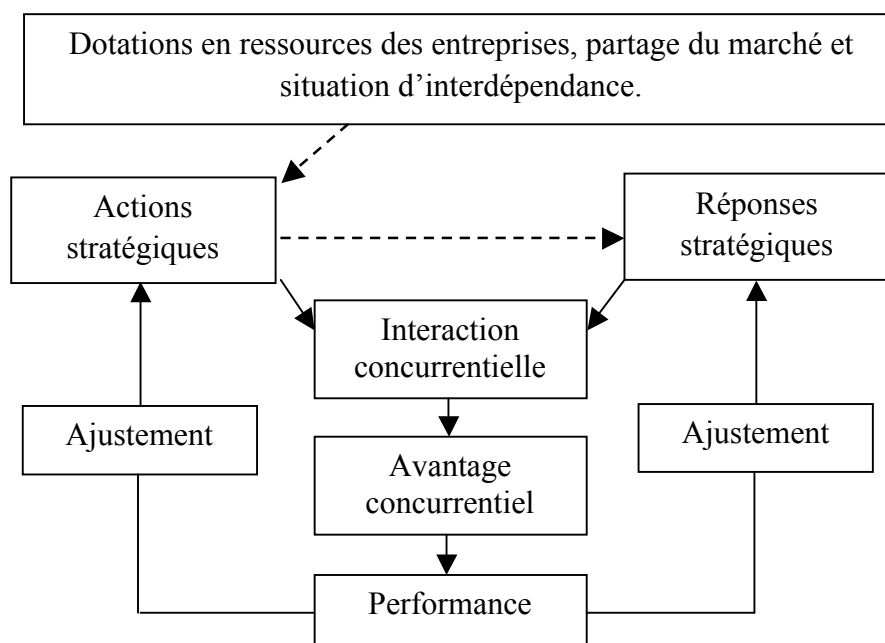 Dotations en ressources des entreprises, partage du marché et
situation d’interdépendance.
Actions
stratégiques
Réponses
stratégiques
Interaction
concurrentielle
Ajustement
Ajustement
Avantage
concurrentiel
Performance